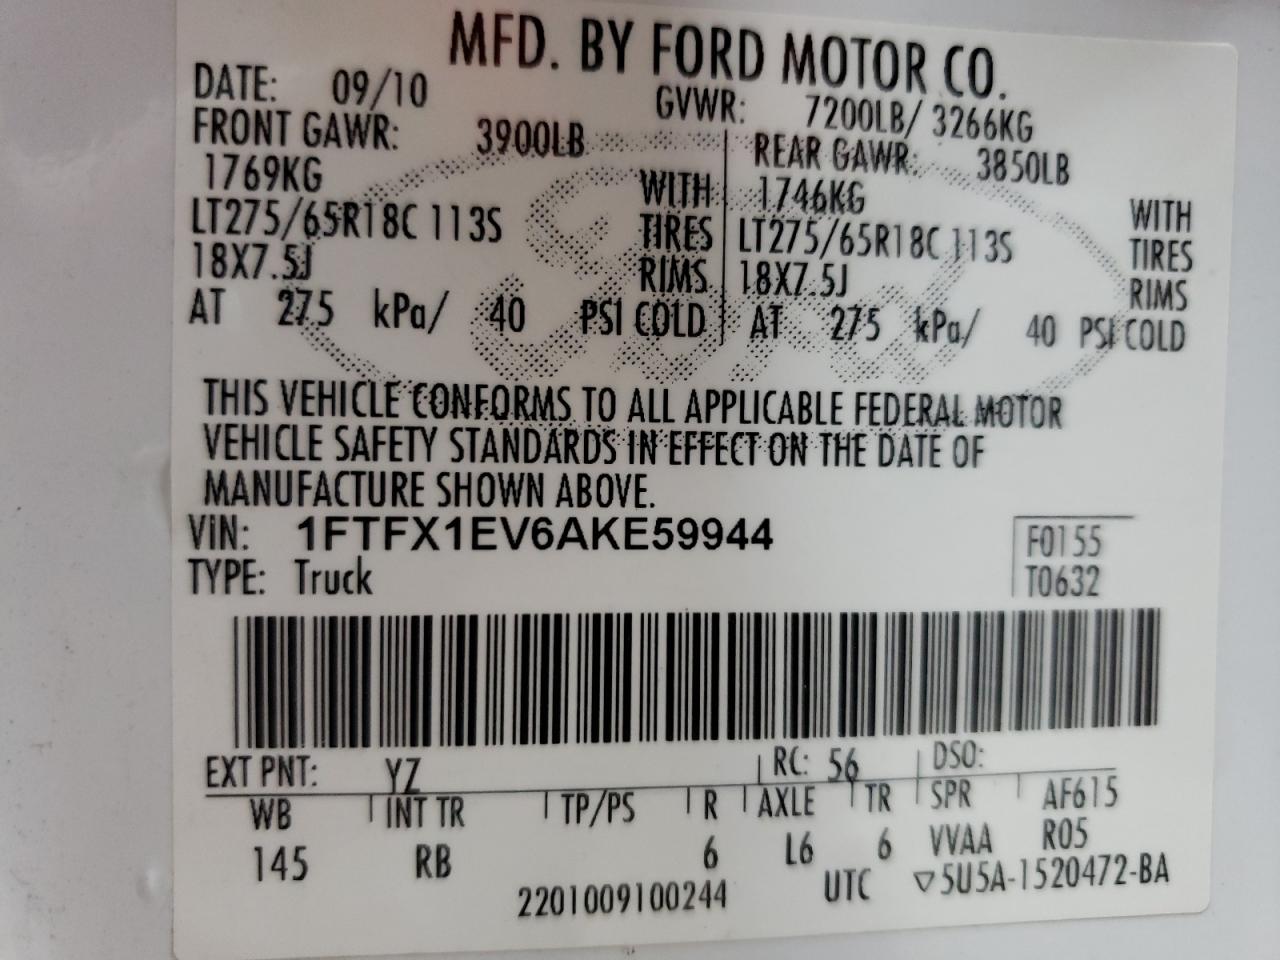 MFD. BY FORD MOTOR CO.
DATE: 09/10 GVWR: 7200LB/ 3266KG
FRONT GAWR: 3900LB REAR GAWR: 3850LB
1769KG WITH 1746KG WITH
LT275/65R18C 113S TIRES LT275/65R18C 113S TIRES
18X7.5J RIMS 18X7.5J RIMS
AT 275 kPa/ 40 PSI COLD AT 275 kPa/ 40 PSI COLD
THIS VEHICLE CONFORMS TO ALL APPLICABLE FEDERAL MOTOR
VEHICLE SAFETY STANDARDS IN EFFECT ON THE DATE OF
MANUFACTURE SHOWN ABOVE.
VIN: 1FTFX1EV6AKE59944 F0155
TYPE: Truck T0632
EXT PNT: YZ RC: 56 DSO:
WB INT TR TP/PS R AXLE TR SPR AF615
145 RB 6 L6 6 VVAA R05
2201009100244 UTC ▽5U5A-1520472-BA
Ford